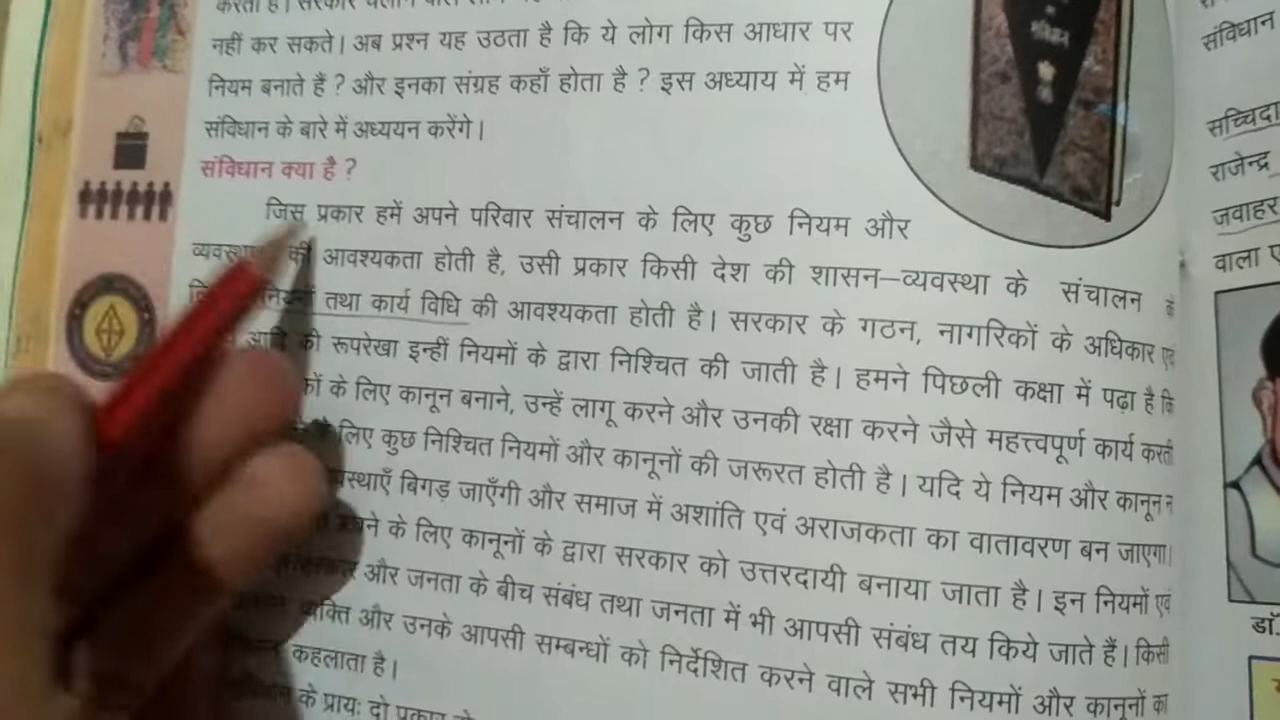 नहीं कर सकते। अब प्रश्न यह उठता है कि ये लोग किस आधार पर
नियम बनाते हैं ? और इनका संग्रह कहाँ होता है ? इस अध्याय में हम
संविधान के बारे में अध्ययन करेंगे।
संविधान क्या है ?
जिस प्रकार हमें अपने परिवार संचालन के लिए कुछ नियम और
की आवश्यकता होती है, उसी प्रकार किसी देश की शासन–व्यवस्था के संचालन के
तथा कार्य विधि की आवश्यकता होती है। सरकार के गठन, नागरिकों के अधिकार एवं
आदि की रूपरेखा इन्हीं नियमों के द्वारा निश्चित की जाती है। हमने पिछली कक्षा में पढ़ा है कि
के लिए कानून बनाने, उन्हें लागू करने और उनकी रक्षा करने जैसे महत्त्वपूर्ण कार्य करती
लिए कुछ निश्चित नियमों और कानूनों की जरूरत होती है। यदि ये नियम और कानून न
बिगड़ जाएँगी और समाज में अशांति एवं अराजकता का वातावरण बन जाएगा।
के लिए कानूनों के द्वारा सरकार को उत्तरदायी बनाया जाता है। इन नियमों एवं
और जनता के बीच संबंध तथा जनता में भी आपसी संबंध तय किये जाते हैं। किसी
और उनके आपसी सम्बन्धों को निर्देशित करने वाले सभी नियमों और कानूनों का
कहलाता है।
के प्रायः दो प्रकार
संविधान
सच्चिदा
राजेन्द्र
जवाहर
वाला
डॉ.